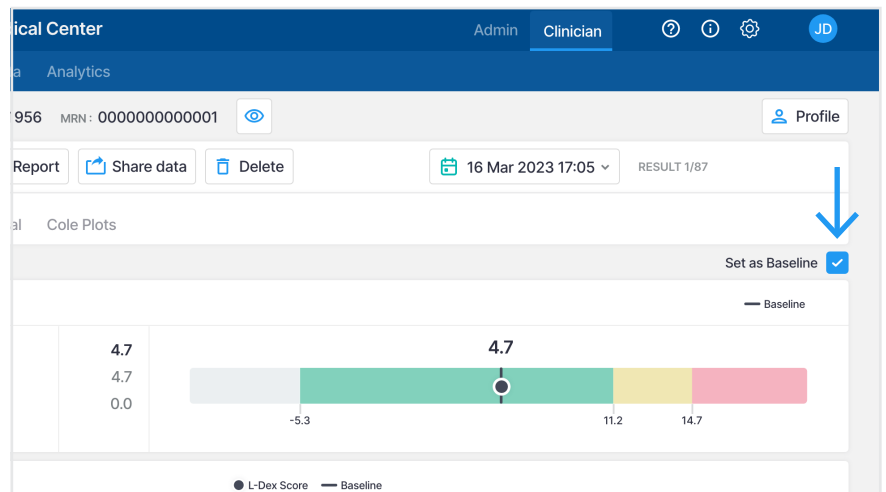 ical Center
Admin Clinician JD
a Analytics
956 MRN: 0000000000001 Profile
Report Share data Delete 16 Mar 2023 17:05 RESULT 1/87
al Cole Plots
Set as Baseline
Baseline
4.7 4.7
4.7
0.0
-5.3 11.2 14.7
L-Dex Score Baseline